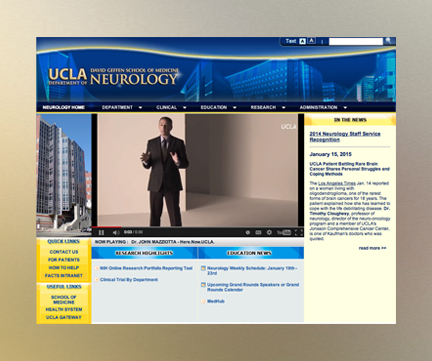 Text A A |
UCLA DAVID GEFFEN SCHOOL OF MEDICINE
DEPARTMENT OF NEUROLOGY
NEUROLOGY HOME DEPARTMENT CLINICAL EDUCATION RESEARCH ADMINISTRATION
UCLA
0:03 /
YouTube
NOW PLAYING : Dr. JOHN MAZZIOTTA - Here.Now.UCLA.
QUICK LINKS
CONTACT US
FOR PATIENTS
HOW TO HELP
FACTS INTRANET
USEFUL LINKS
SCHOOL OF
MEDICINE
HEALTH SYSTEM
UCLA GATEWAY
RESEARCH HIGHLIGHTS
NIH Online Research Portfolio Reporting Tool
Clinical Trial By Department
EDUCATION NEWS
Neurology Weekly Schedule: January 19th-
23rd
Upcoming Grand Rounds Speakers or Grand
Rounds Calendar
MedHub
IN THE NEWS
2014 Neurology Staff Service
Recognition
January 15, 2015
UCLA Patient Battling Rare Brain
Cancer Shares Personal Struggles and
Coping Methods
The Los Angeles Times Jan. 14 reported
on a woman living with
oligodendroglioma, one of the rarest
forms of brain cancers for 18 years. The
patient explained how she has learned to
cope with the life debilitating disease. Dr.
Timothy Cloughesy, professor of
neurology, director of the neuro-oncology
program and a member of UCLA's
Jonsson Comprehensive Cancer Center,
is one of Kaufman's doctors who was
quoted.
read more >>